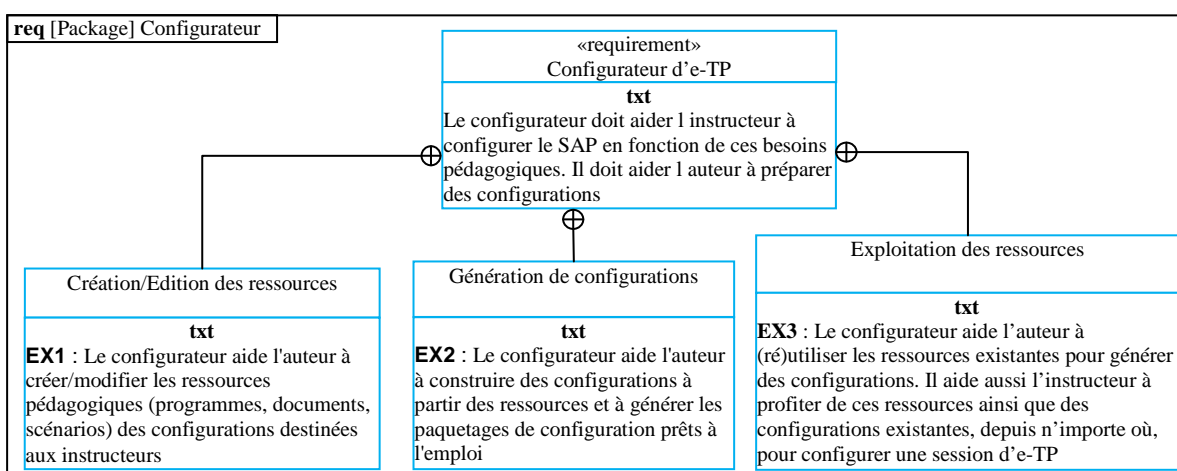 req [Package] Configurateur
«requirement»
Configurateur d’e-TP
txt
Le configurateur doit aider l instructeur à
configurer le SAP en fonction de ces besoins
pédagogiques. Il doit aider l auteur à préparer
des configurations
Création/Edition des ressources
txt
EX1 : Le configurateur aide l'auteur à
créer/modifier les ressources
pédagogiques (programmes, documents,
scénarios) des configurations destinées
aux instructeurs
Génération de configurations
txt
EX2 : Le configurateur aide l'auteur
à construire des configurations à
partir des ressources et à générer les
paquetages de configuration prêts à
l'emploi
Exploitation des ressources
txt
EX3 : Le configurateur aide l’auteur à
(ré)utiliser les ressources existantes pour générer
des configurations. Il aide aussi l’instructeur à
profiter de ces ressources ainsi que des
configurations existantes, depuis n’importe où,
pour configurer une session d’e-TP